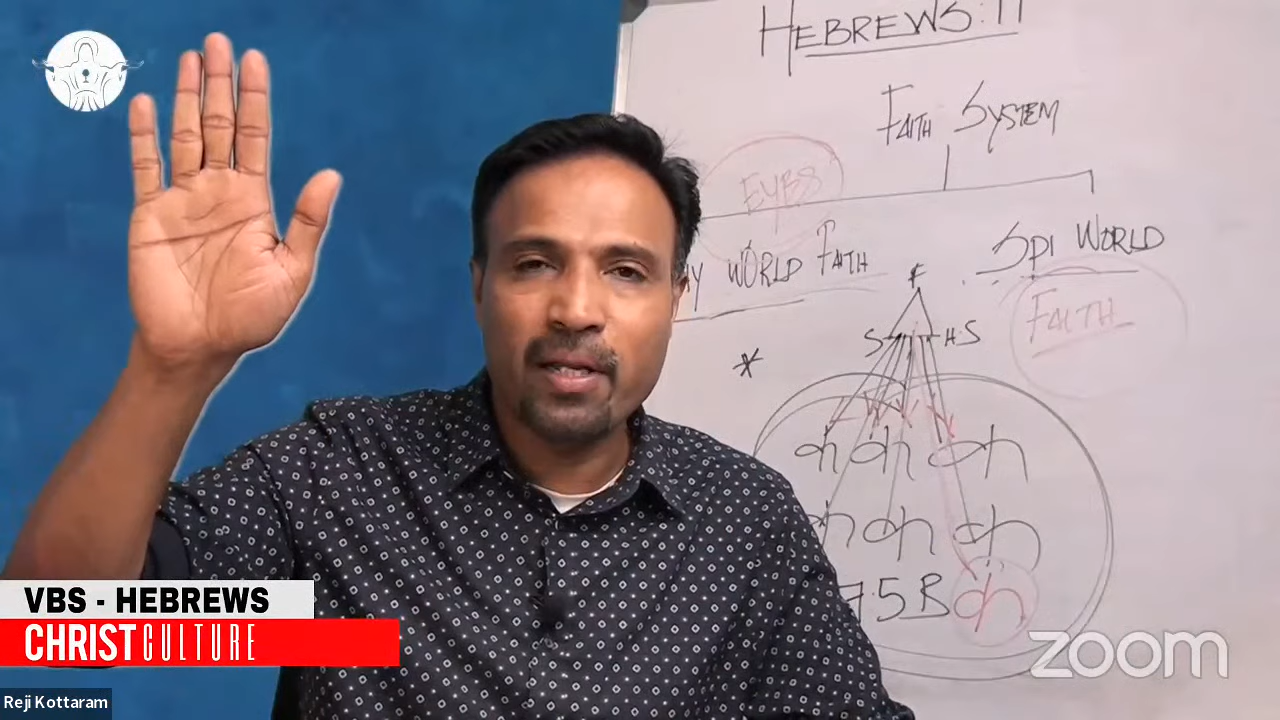 HEBREWS: 11
FAITH SYSTEM
EYES
Y WORLD FAITH
SPI WORLD
FAITH
F
S
H.S
7.5B
VBS - HEBREWS
CHRISTCULTURE
zoom
Reji Kottaram